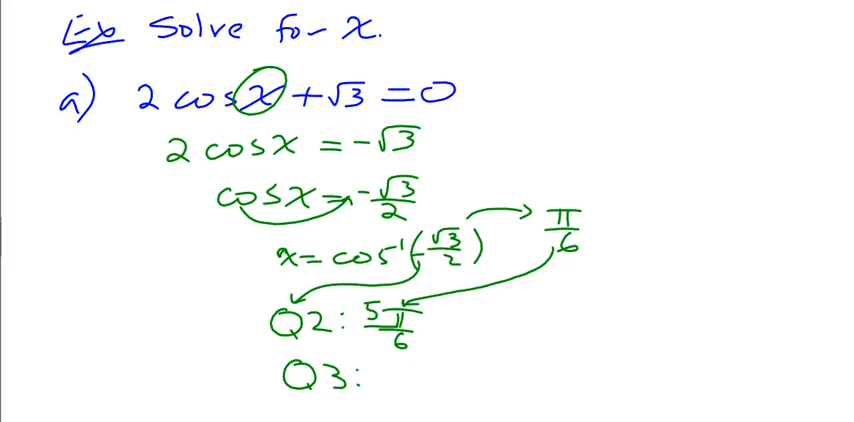 Ex Solve for x.
a) 2 cos x + √3 = 0
2 cos x = -√3
cos x = -√3/2
x = cos⁻¹(-√3/2) π/6
Q2: 5π/6
Q3: